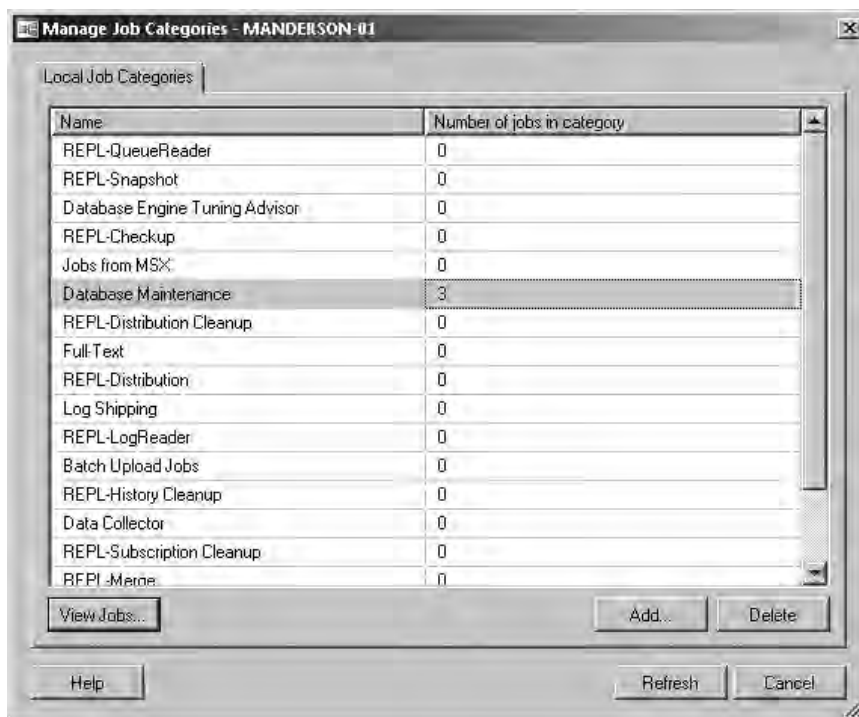 Manage Job Categories - MANDERSON-01
Local Job Categories
Name Number of jobs in category
REPL-QueueReader 0
REPL-Snapshot 0
Database Engine Tuning Advisor 0
REPL-Checkup 0
Jobs from MSX 0
Database Maintenance 3
REPL-Distribution Cleanup 0
Full-Text 0
REPL-Distribution 0
Log Shipping 0
REPL-LogReader 0
Batch Upload Jobs 0
REPL-History Cleanup 0
Data Collector 0
REPL-Subscription Cleanup 0
REPL-Merge 0
View Jobs... Add... Delete
Help Refresh Cancel